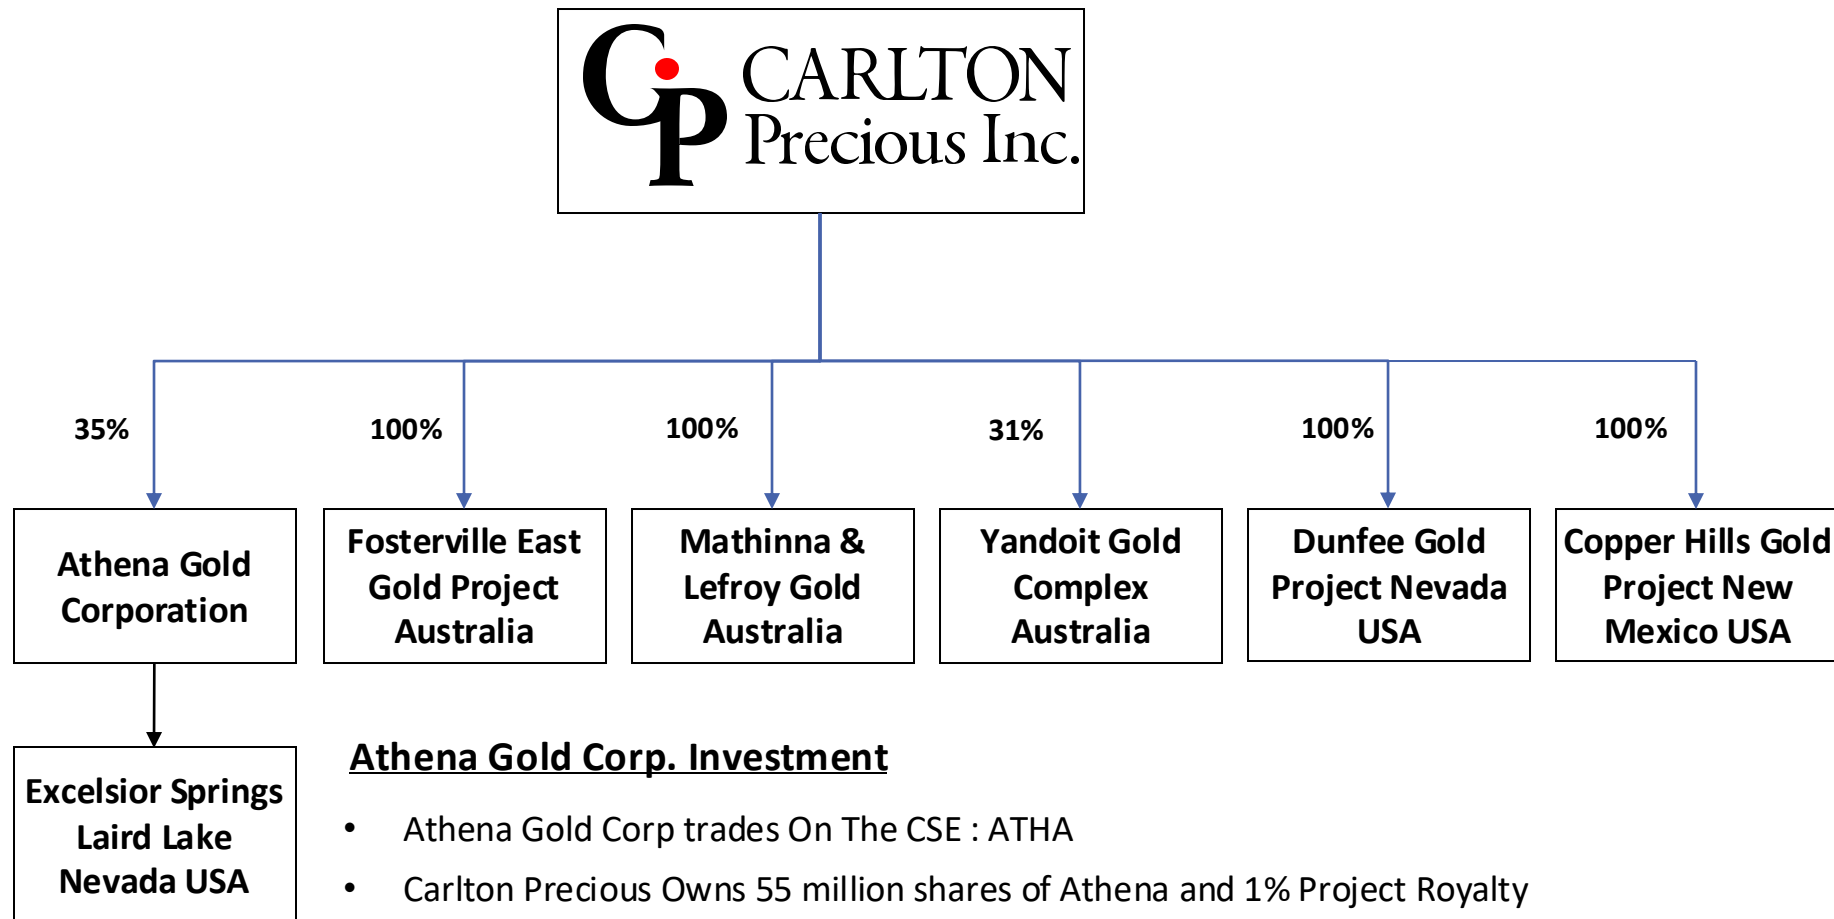 CP CARLTON
Precious Inc.
35%
100%
100%
31%
100%
100%
Athena Gold
Corporation
Fosterville East
Gold Project
Australia
Mathinna &
Lefroy Gold
Australia
Yandoit Gold
Complex
Australia
Dunfee Gold
Project Nevada
USA
Copper Hills Gold
Project New
Mexico USA
Excelsior Springs
Laird Lake
Nevada USA
Athena Gold Corp. Investment
• Athena Gold Corp trades On The CSE : ATHA
• Carlton Precious Owns 55 million shares of Athena and 1% Project Royalty